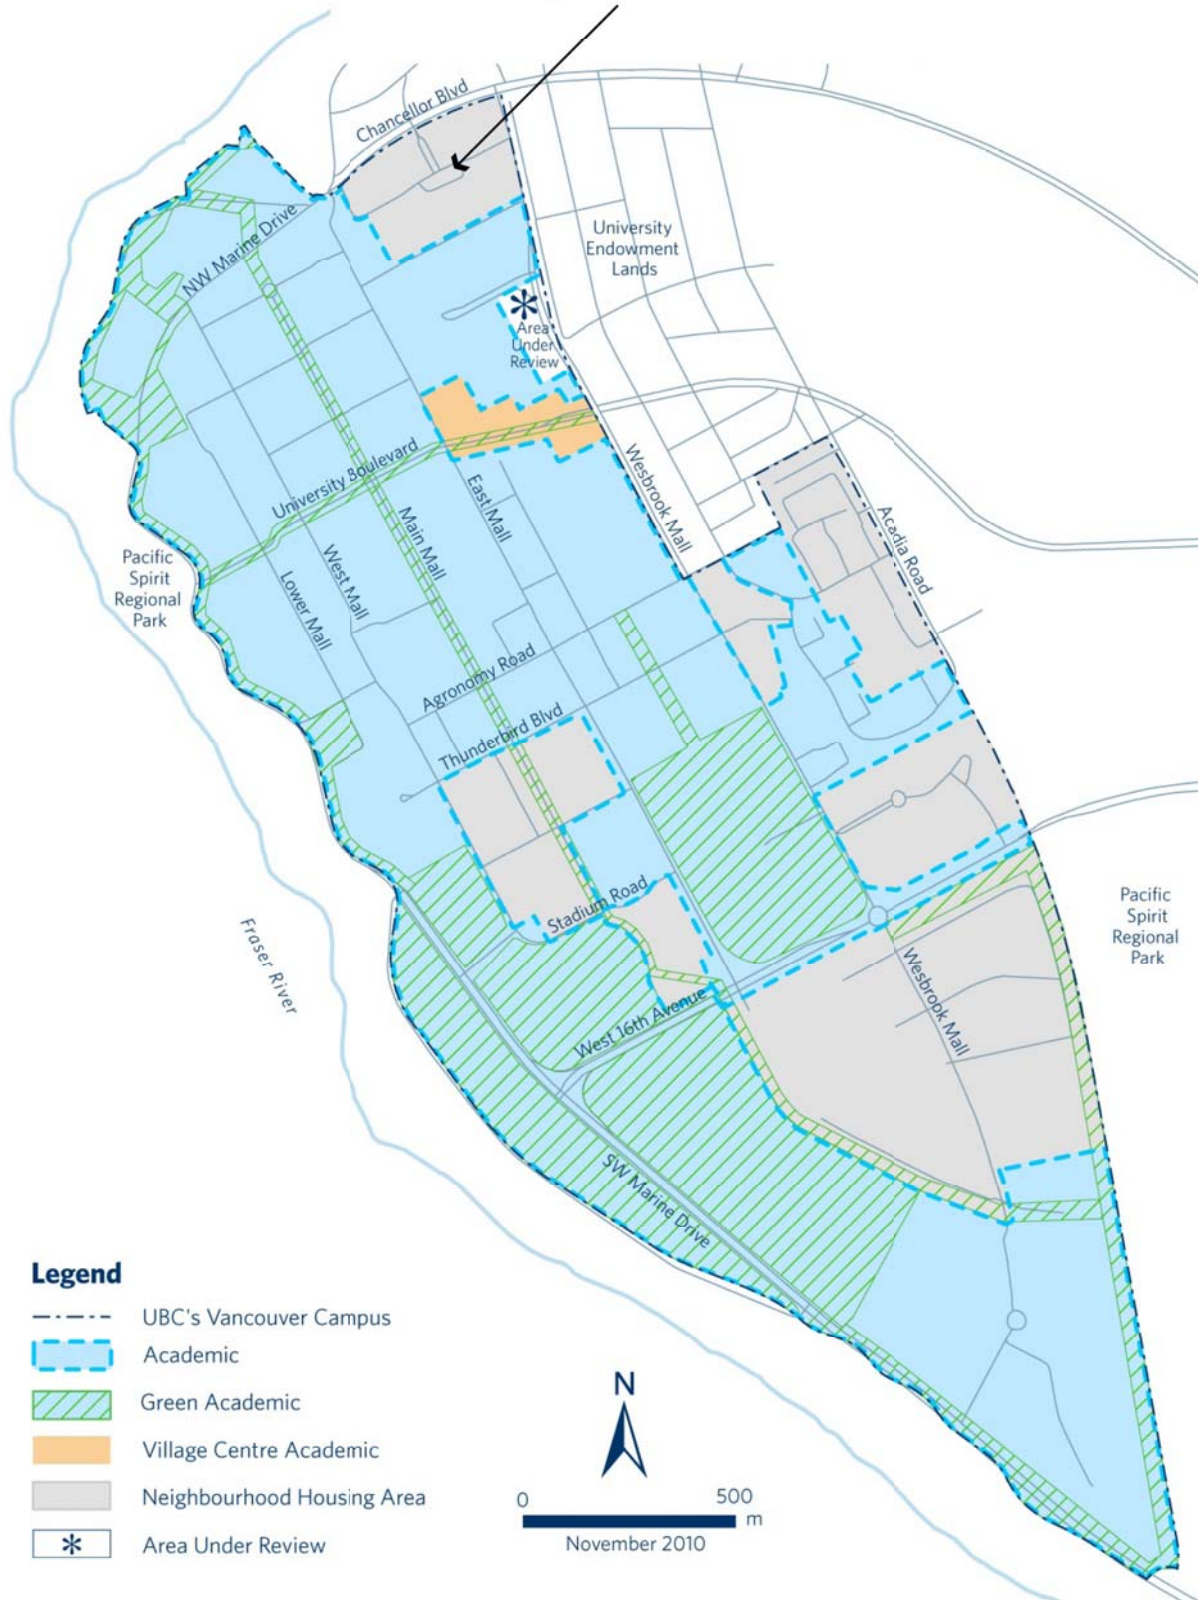 Chancellor Blvd
NW Marine Drive
University
Endowment
Lands
Area
Under
Review
University Boulevard
Wesbrook Mall
East Mall
Main Mall
West Mall
Lower Mall
Acadia Road
Pacific
Spirit
Regional
Park
Agronomy Road
Thunderbird Blvd
Stadium Road
Pacific
Spirit
Regional
Park
Fraser River
West 16th Avenue
Wesbrook Mall
SW Marine Drive
Legend
UBC's Vancouver Campus
Academic
Green Academic
Village Centre Academic
Neighbourhood Housing Area
Area Under Review
N
0 500
m
November 2010